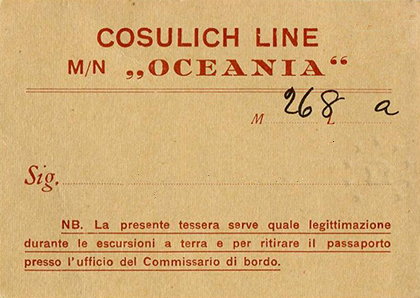 COSULICH LINE
M/N „OCEANIA“
M 268 L a
Sig.
NB. La presente tessera serve quale legittimazione
durante le escursioni a terra e per ritirare il passaporto
presso l'ufficio del Commissario di bordo.